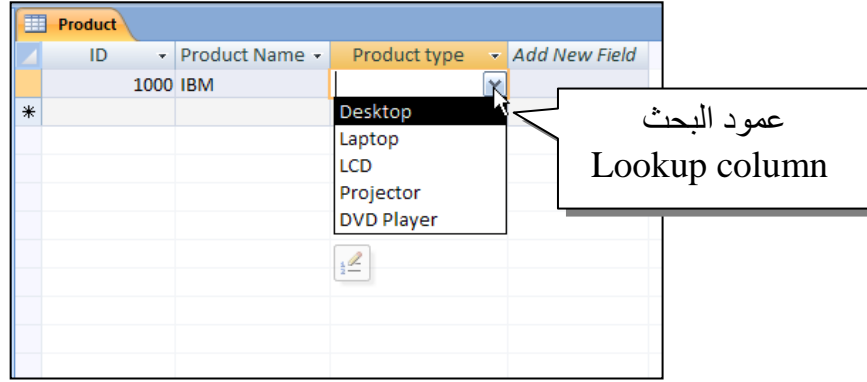 Product
ID Product Name Product type Add New Field
1000 IBM
Desktop
Laptop
LCD
Projector
DVD Player
عمود البحث
Lookup column